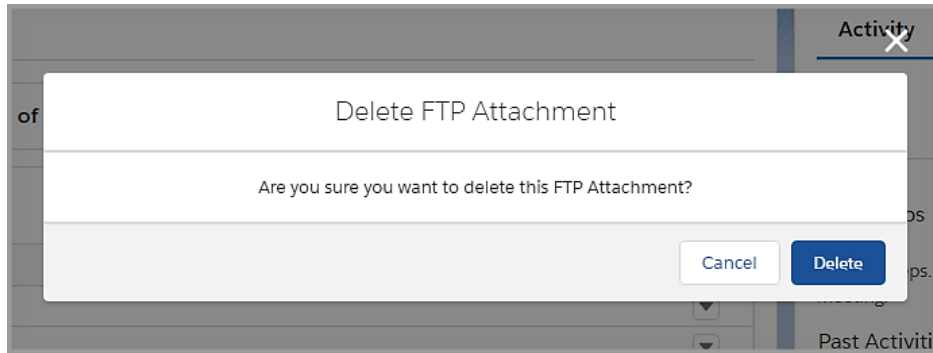 Activity
of
Delete FTP Attachment
Are you sure you want to delete this FTP Attachment?
Cancel
Delete
ps.
Past Activiti